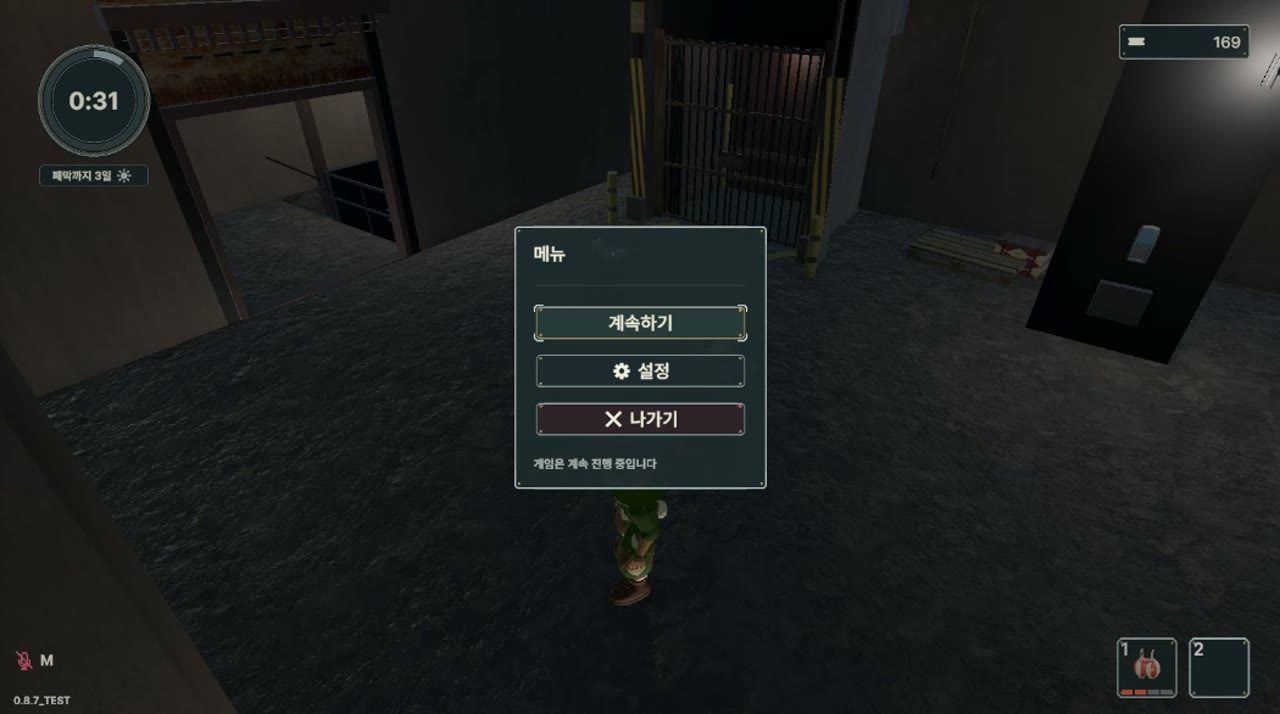 0:31
폐막까지 3일
169
메뉴
계속하기
설정
나가기
게임은 계속 진행 중입니다
M
0.8.7_TEST
1
2